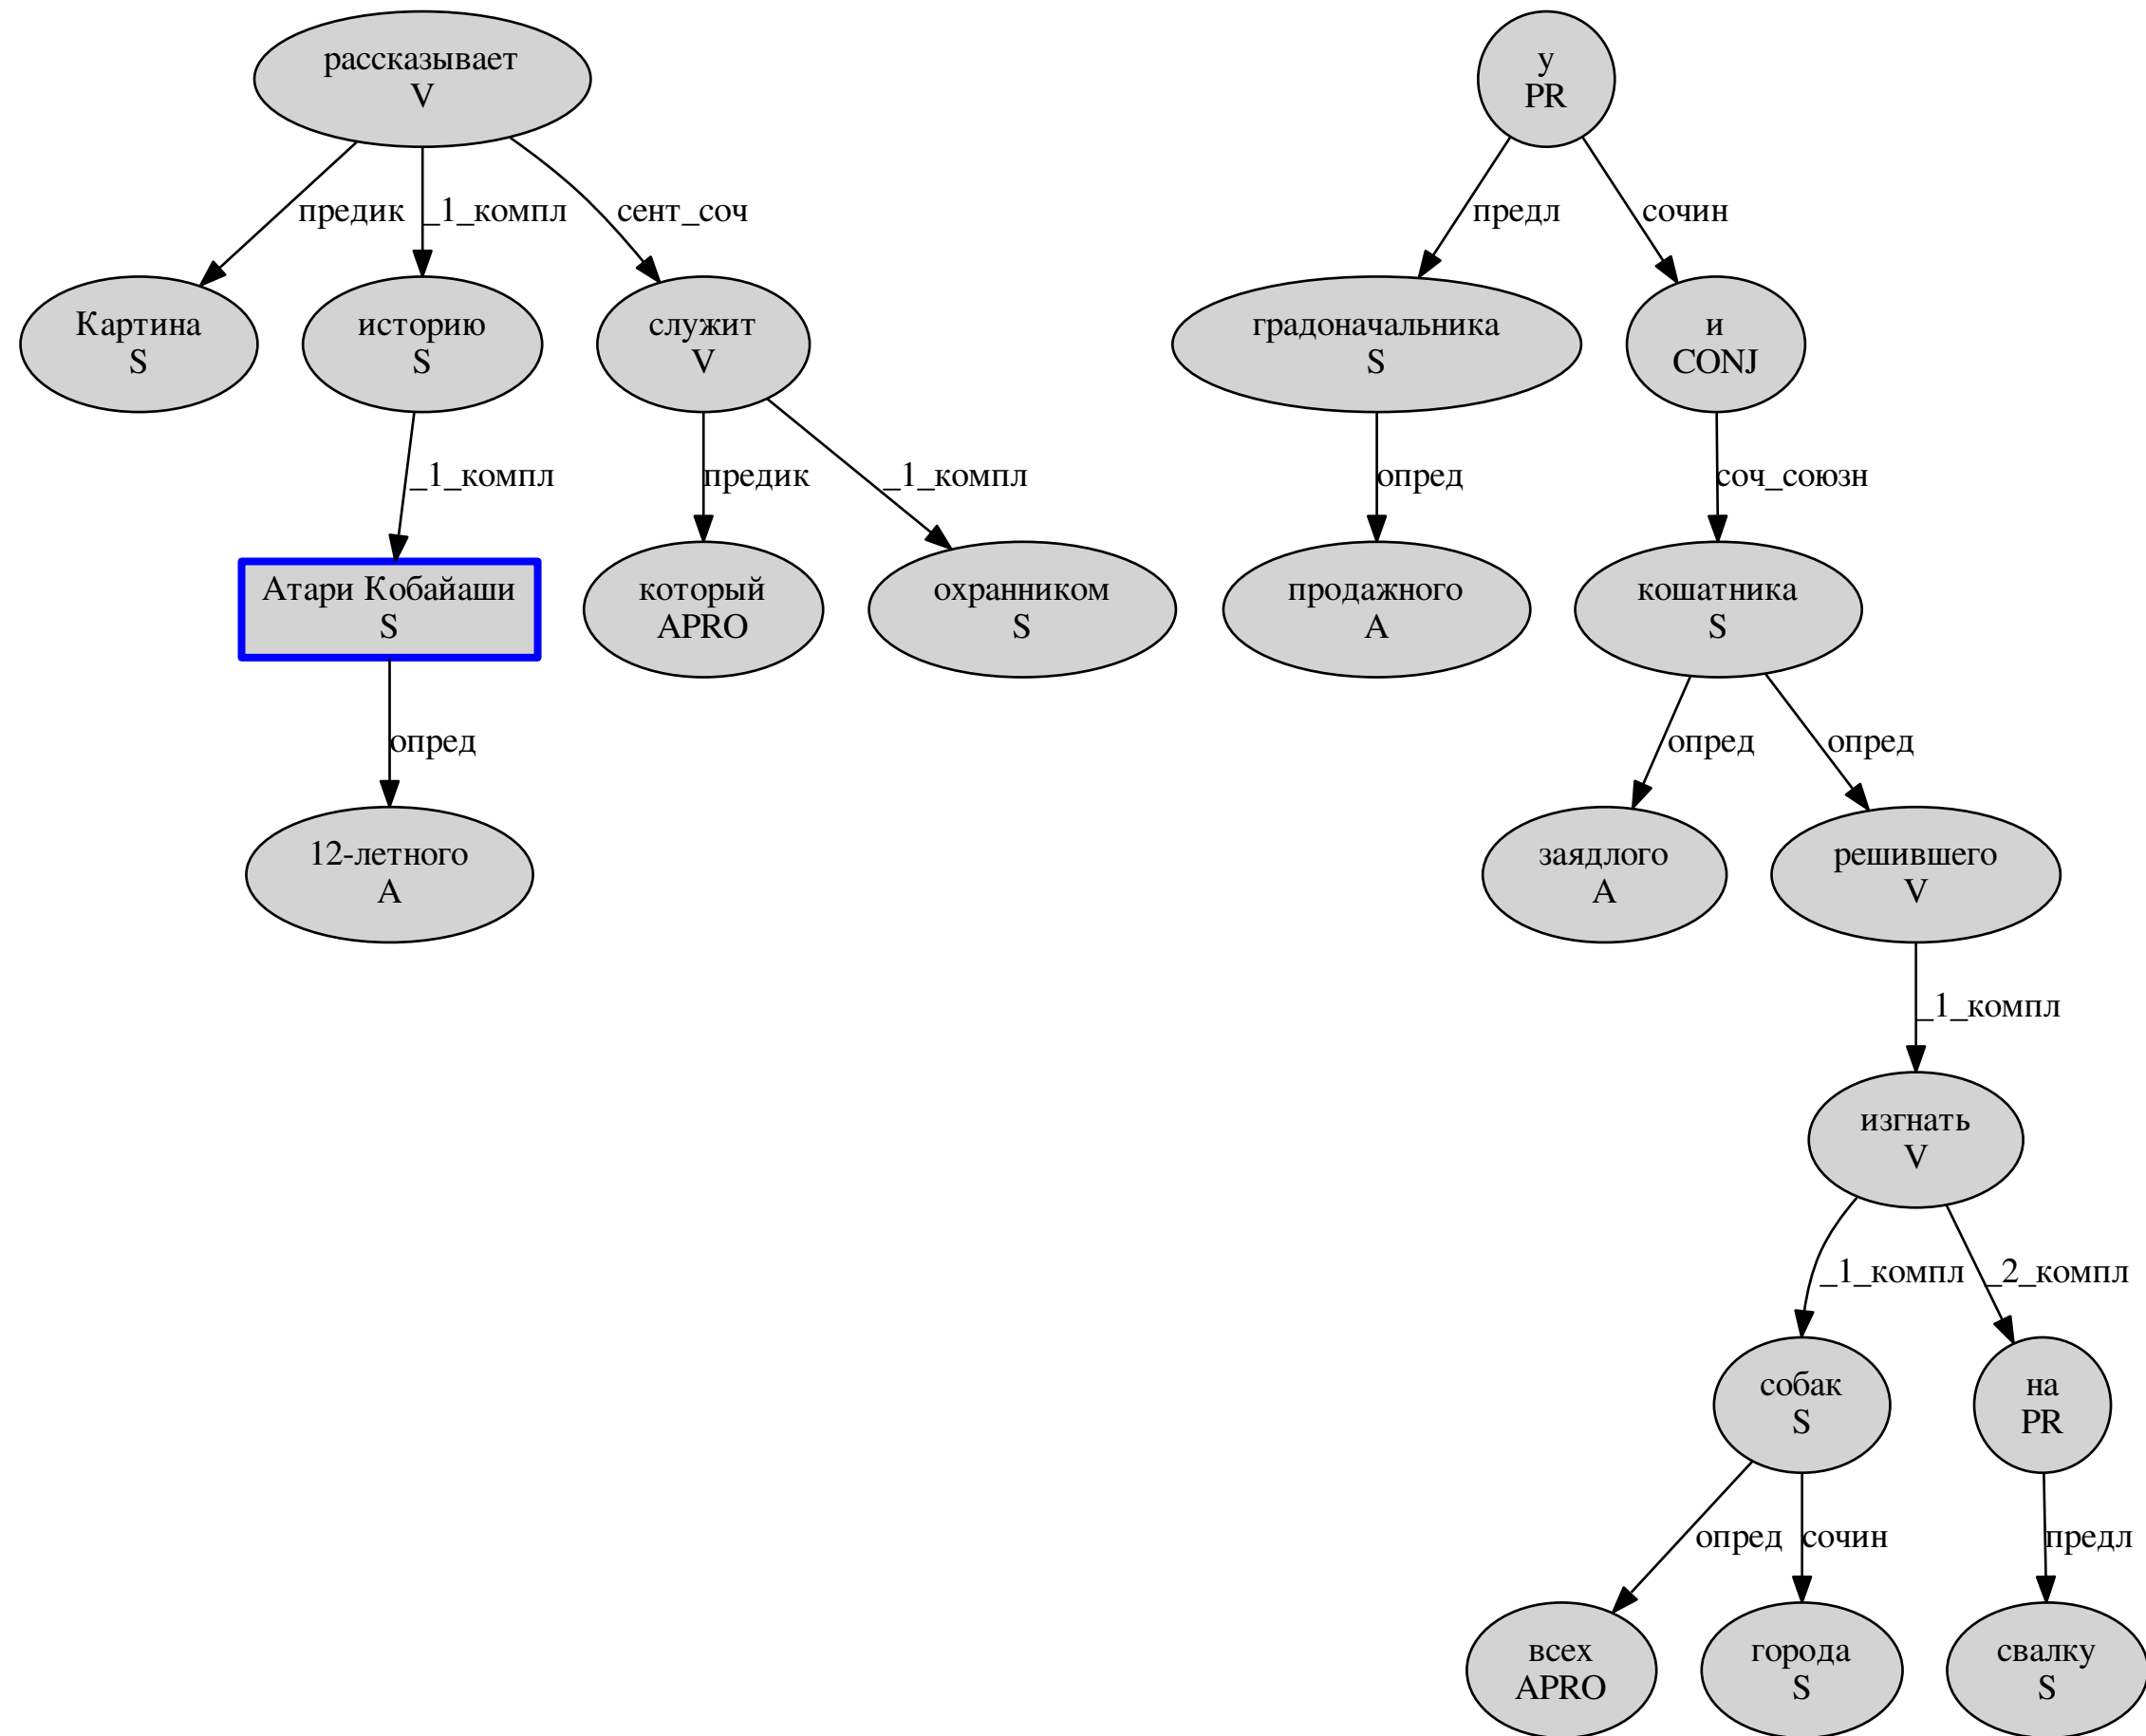 рассказывает
V
у
PR
предик
_1_компл
сент_соч
предл
сочин
Картина
S
историю
S
служит
V
градоначальника
S
и
CONJ
_1_компл
предик
_1_компл
опред
соч_союзн
Атари Кобайаши
S
который
APRO
охранником
S
продажного
A
кошатника
S
опред
опред
опред
12-летного
A
заядлого
A
решившего
V
_1_компл
изгнать
V
_1_компл
_2_компл
собак
S
на
PR
опред
сочин
предл
всех
APRO
города
S
свалку
S